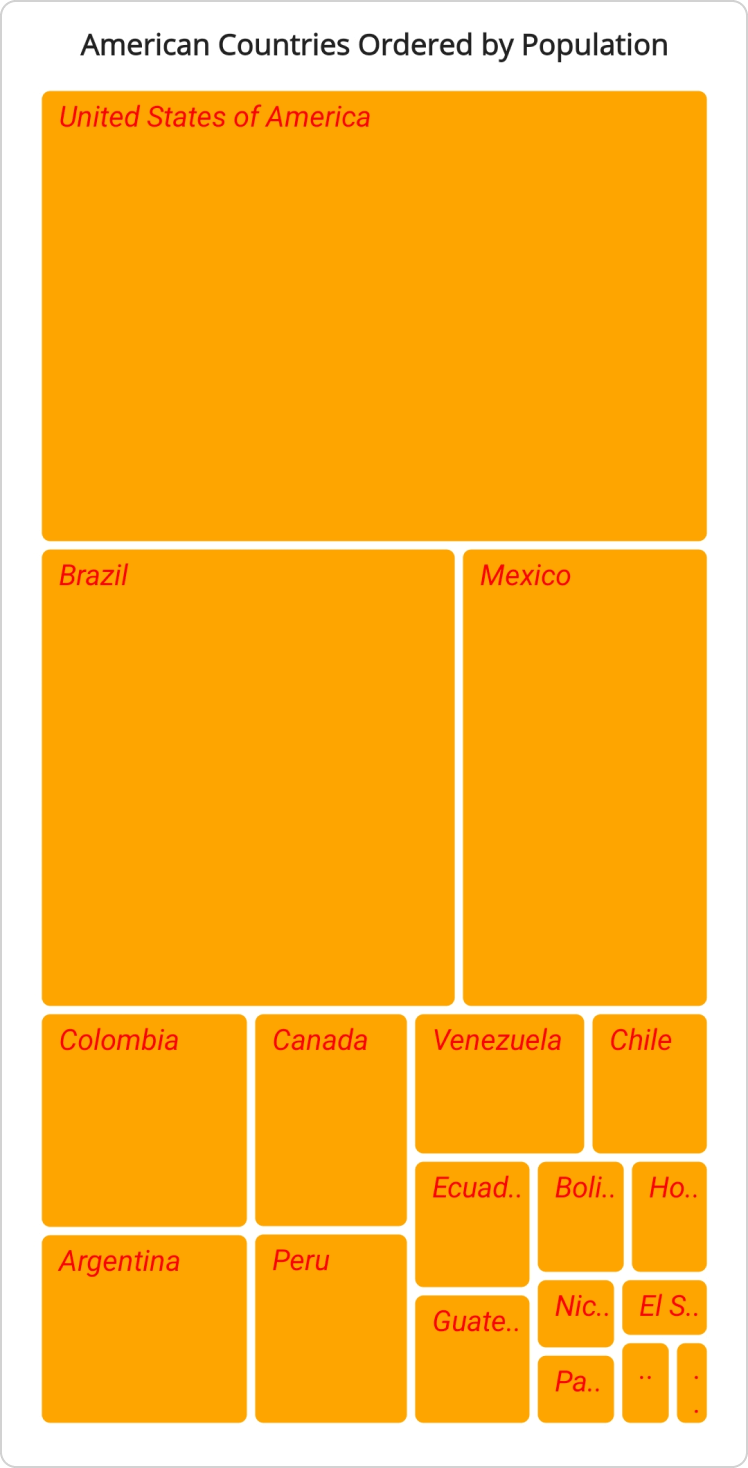 American Countries Ordered by Population
United States of America
Brazil
Mexico
Colombia
Canada
Venezuela
Chile
Ecuad..
Boli..
Ho..
Argentina
Peru
Nic..
El S..
Guate..
Pa..
..
.
.